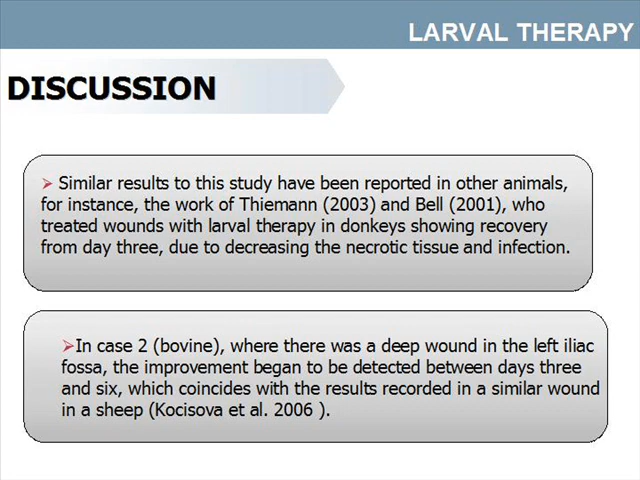 LARVAL THERAPY
DISCUSSION
➢ Similar results to this study have been reported in other animals,
for instance, the work of Thiemann (2003) and Bell (2001), who
treated wounds with larval therapy in donkeys showing recovery
from day three, due to decreasing the necrotic tissue and infection.
➢In case 2 (bovine), where there was a deep wound in the left iliac
fossa, the improvement began to be detected between days three
and six, which coincides with the results recorded in a similar wound
in a sheep (Kocisova et al. 2006 ).